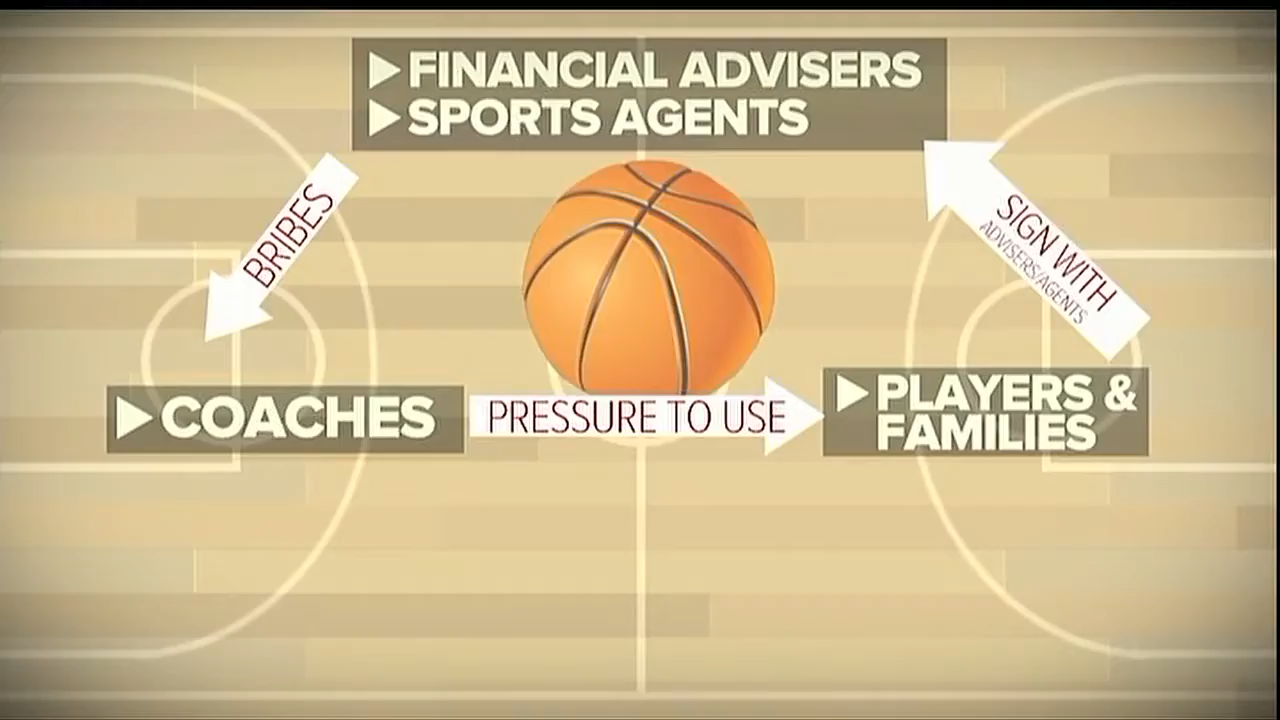 FINANCIAL ADVISERS
SPORTS AGENTS
BRIBES
SIGN WITH
ADVISERS/AGENTS
COACHES
PRESSURE TO USE
PLAYERS &
FAMILIES